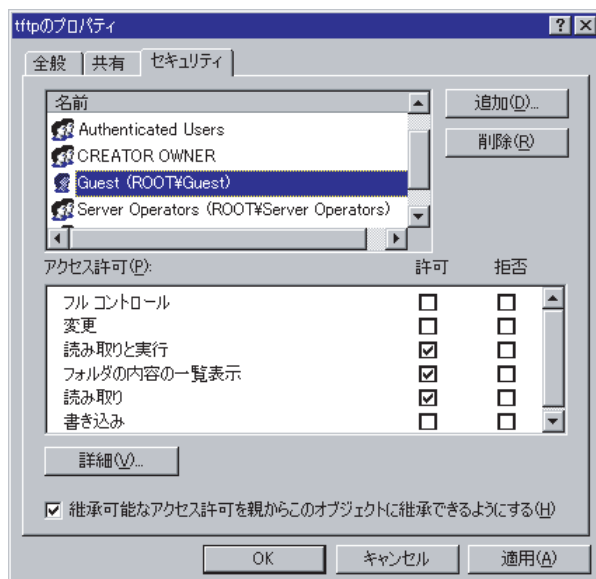 tftpのプロパティ
全般 共有 セキュリティ
名前
追加(D)...
Authenticated Users
削除(R)
CREATOR OWNER
Guest (ROOT¥Guest)
Server Operators (ROOT¥Server Operators)
アクセス許可(P): 許可 拒否
フル コントロール
変更
読み取りと実行
フォルダの内容の一覧表示
読み取り
書き込み
詳細(V)...
継承可能なアクセス許可を親からこのオブジェクトに継承できるようにする(H)
OK キャンセル 適用(A)